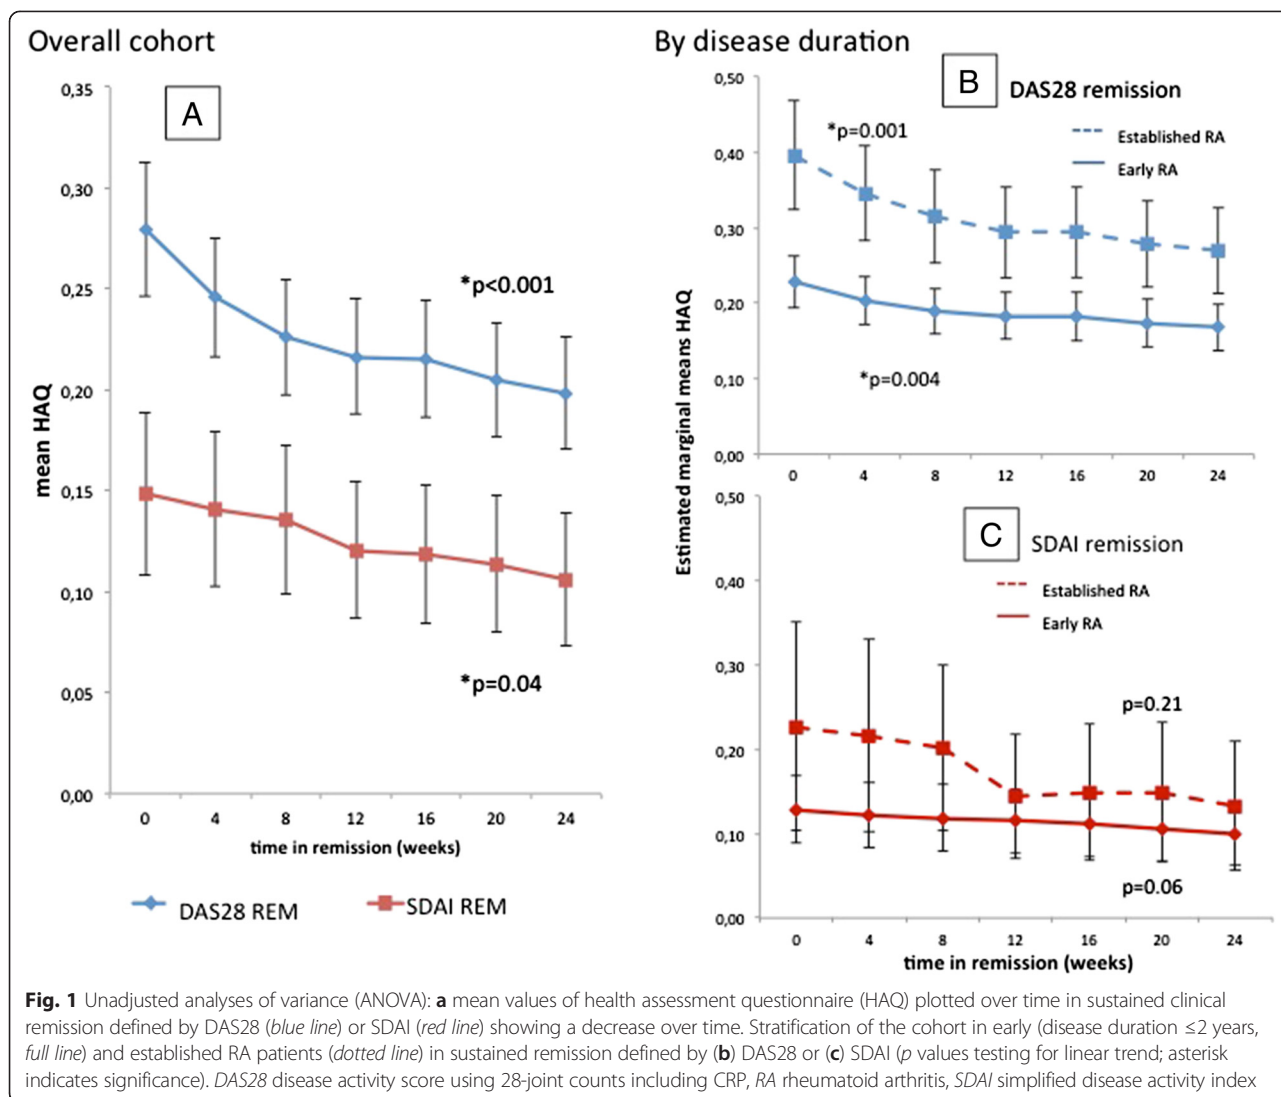 Overall cohort
A
0,35
0,30
0,25
0,20
0,15
0,10
0,05
0,00
mean HAQ
*p<0.001
*p=0.04
0 4 8 12 16 20 24
time in remission (weeks)
DAS28 REM SDAI REM
By disease duration
B
DAS28 remission
Established RA
Early RA
*p=0.001
*p=0.004
0,50
0,40
0,30
0,20
0,10
0,00
0 4 8 12 16 20 24
Estimated marginal means HAQ
C
SDAI remission
Established RA
Early RA
p=0.21
p=0.06
0,50
0,40
0,30
0,20
0,10
0,00
0 4 8 12 16 20 24
time in remission (weeks)
Fig. 1 Unadjusted analyses of variance (ANOVA): a mean values of health assessment questionnaire (HAQ) plotted over time in sustained clinical
remission defined by DAS28 (blue line) or SDAI (red line) showing a decrease over time. Stratification of the cohort in early (disease duration ≤2 years,
full line) and established RA patients (dotted line) in sustained remission defined by (b) DAS28 or (c) SDAI (p values testing for linear trend; asterisk
indicates significance). DAS28 disease activity score using 28-joint counts including CRP, RA rheumatoid arthritis, SDAI simplified disease activity index